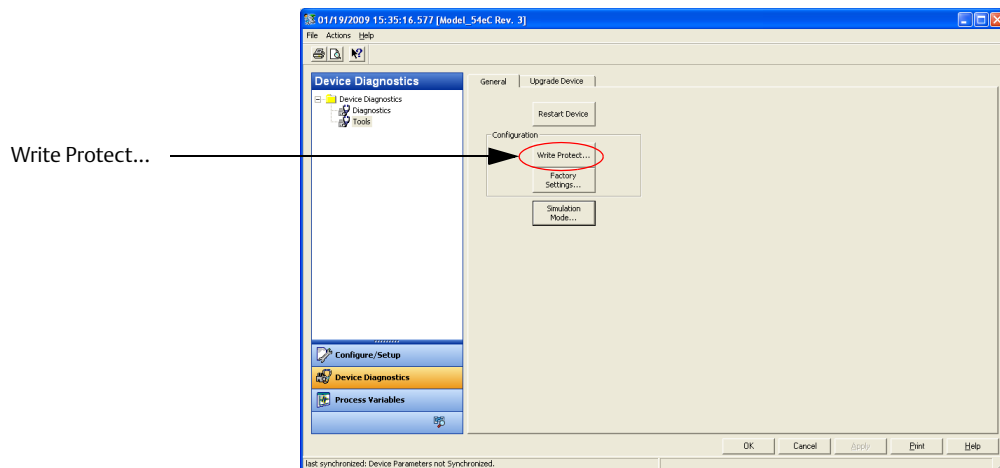 01/19/2009 15:35:16.577 [Model_54eC Rev. 3]
File Actions Help
Device Diagnostics
Device Diagnostics
Diagnostics
Tools
General
Upgrade Device
Restart Device
Configuration
Write Protect...
Write Protect...
Factory
Settings...
Simulation
Mode...
Configure/Setup
Device Diagnostics
Process Variables
OK
Cancel
Apply
Print
Help
last synchronized: Device Parameters not Synchronized.